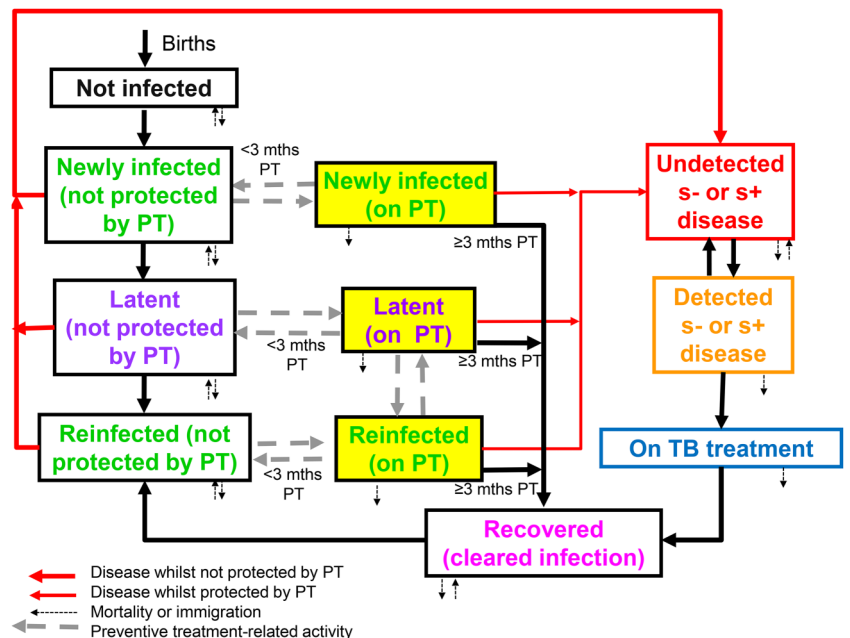 Births
Not infected
<3 mths
PT
Newly infected
(not protected
by PT)
Newly infected
(on PT)
≥3 mths PT
Undetected
s- or s+
disease
Latent
(not protected
by PT)
<3 mths
PT
Latent
(on PT)
≥3 mths PT
Detected
s- or s+
disease
Reinfected (not
protected by PT)
<3 mths
PT
Reinfected
(on PT)
≥3 mths PT
On TB treatment
Recovered
(cleared infection)
Disease whilst not protected by PT
Disease whilst protected by PT
Mortality or immigration
Preventive treatment-related activity